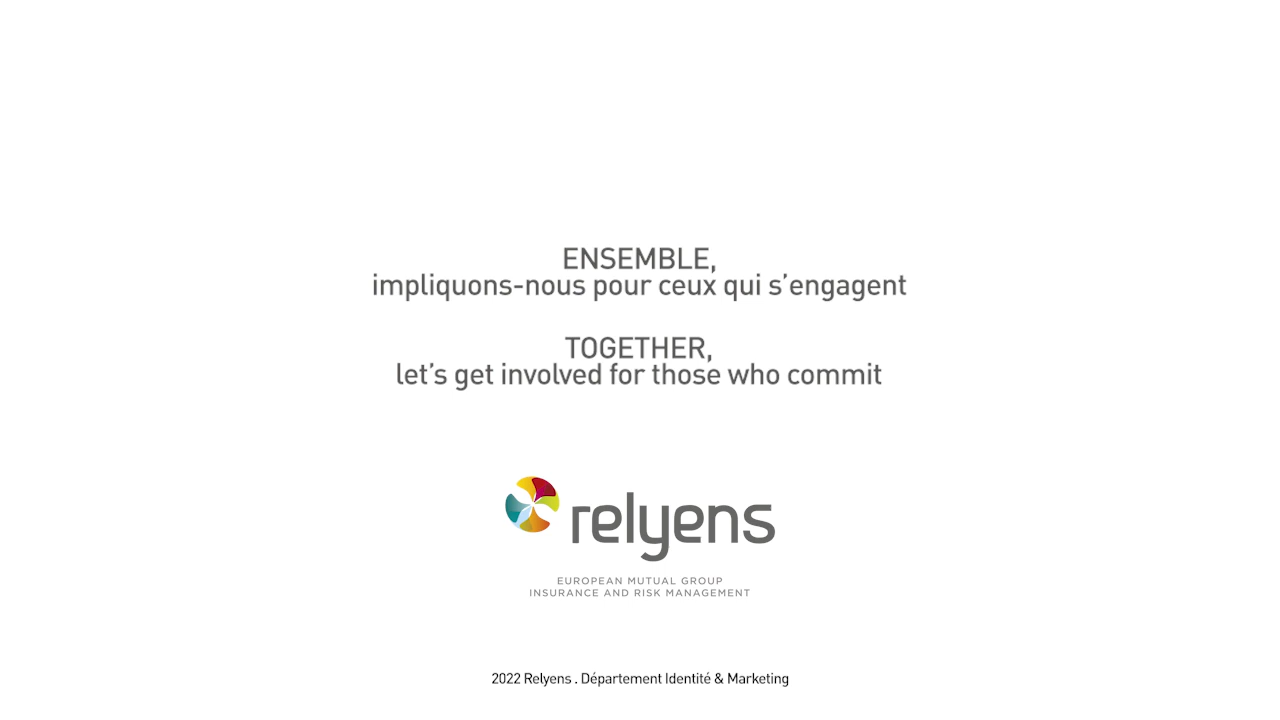 ENSEMBLE,
impliquons-nous pour ceux qui s’engagent
TOGETHER,
let’s get involved for those who commit
relyens
EUROPEAN MUTUAL GROUP
INSURANCE AND RISK MANAGEMENT
2022 Relyens . Département Identité & Marketing